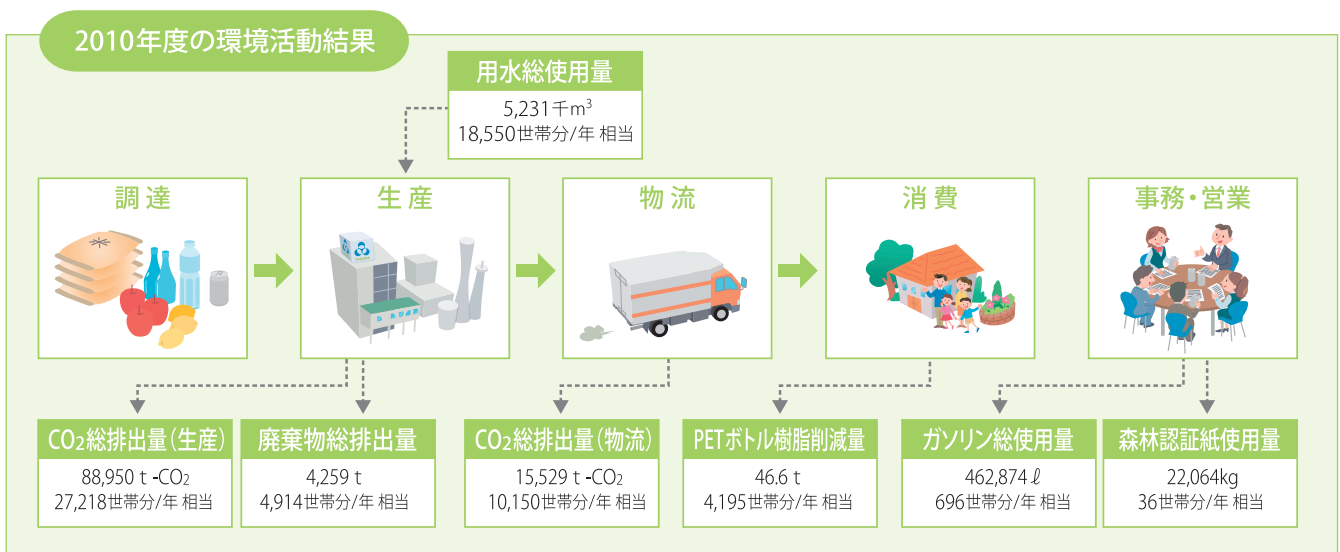 2010年度の環境活動結果
用水総使用量
5,231千m³
18,550世帯分/年 相当
調達
生産
物流
消費
事務・営業
CO₂総排出量(生産)
88,950 t -CO₂
27,218世帯分/年 相当
廃棄物総排出量
4,259 t
4,914世帯分/年 相当
CO₂総排出量(物流)
15,529 t -CO₂
10,150世帯分/年 相当
PETボトル樹脂削減量
46.6 t
4,195世帯分/年 相当
ガソリン総使用量
462,874 ℓ
696世帯分/年 相当
森林認証紙使用量
22,064kg
36世帯分/年 相当